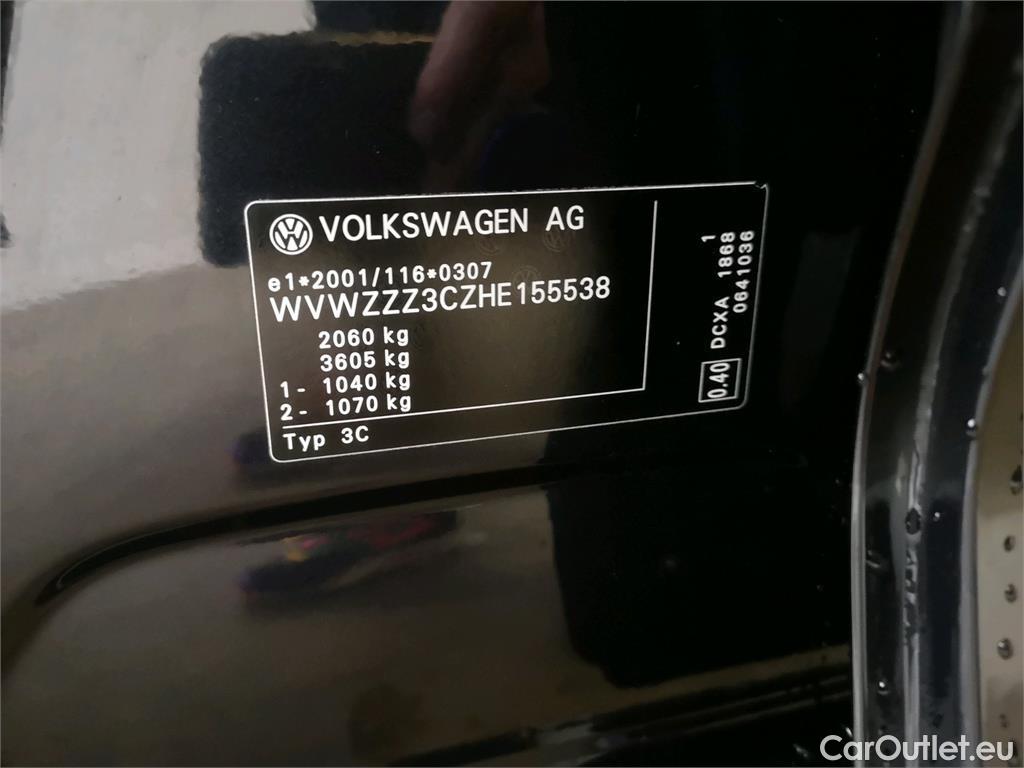 VOLKSWAGEN AG
e1*2001/116*0307
WVWZZZ3CZHE155538
2060 kg
3605 kg
1- 1040 kg
2- 1070 kg
Typ 3C
0.40 DCXA 1868 1
0641036
CarOutlet.eu